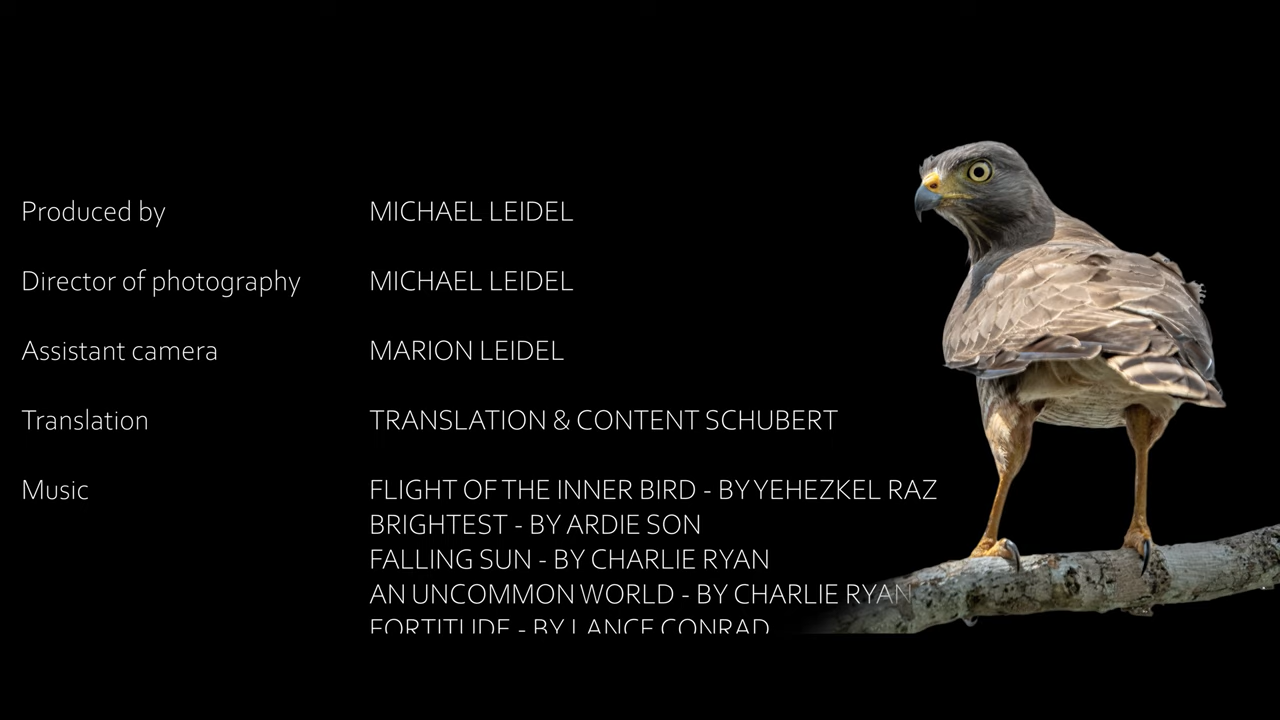 Produced by MICHAEL LEIDEL
Director of photography MICHAEL LEIDEL
Assistant camera MARION LEIDEL
Translation TRANSLATION & CONTENT SCHUBERT
Music FLIGHT OF THE INNER BIRD - BY YEHEZKEL RAZ
BRIGHTEST - BY ARDIE SON
FALLING SUN - BY CHARLIE RYAN
AN UNCOMMON WORLD - BY CHARLIE RYAN
FORTITUDE - BY LANCE CONRAD